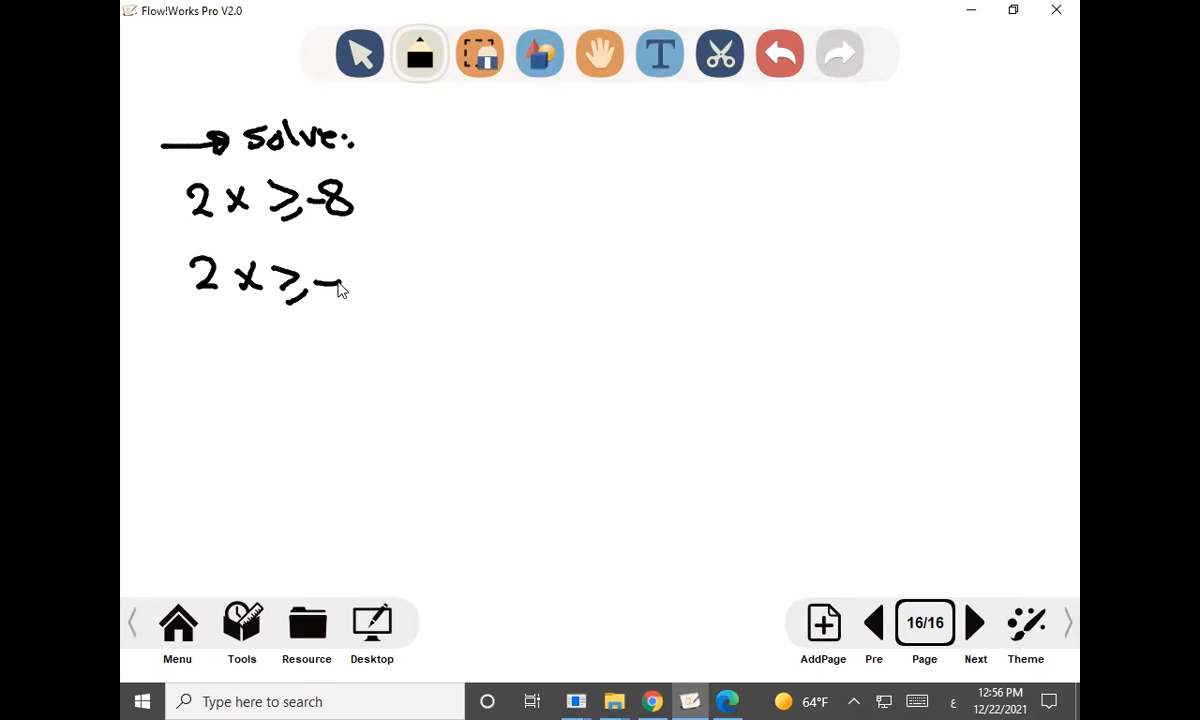 Flow!Works Pro V2.0
T
→ solve:
2x ≥ -8
2x ≥ -
Menu
Tools
Resource
Desktop
AddPage
Pre
16/16
Page
Next
Theme
Type here to search
64°F
ع
12:56 PM
12/22/2021